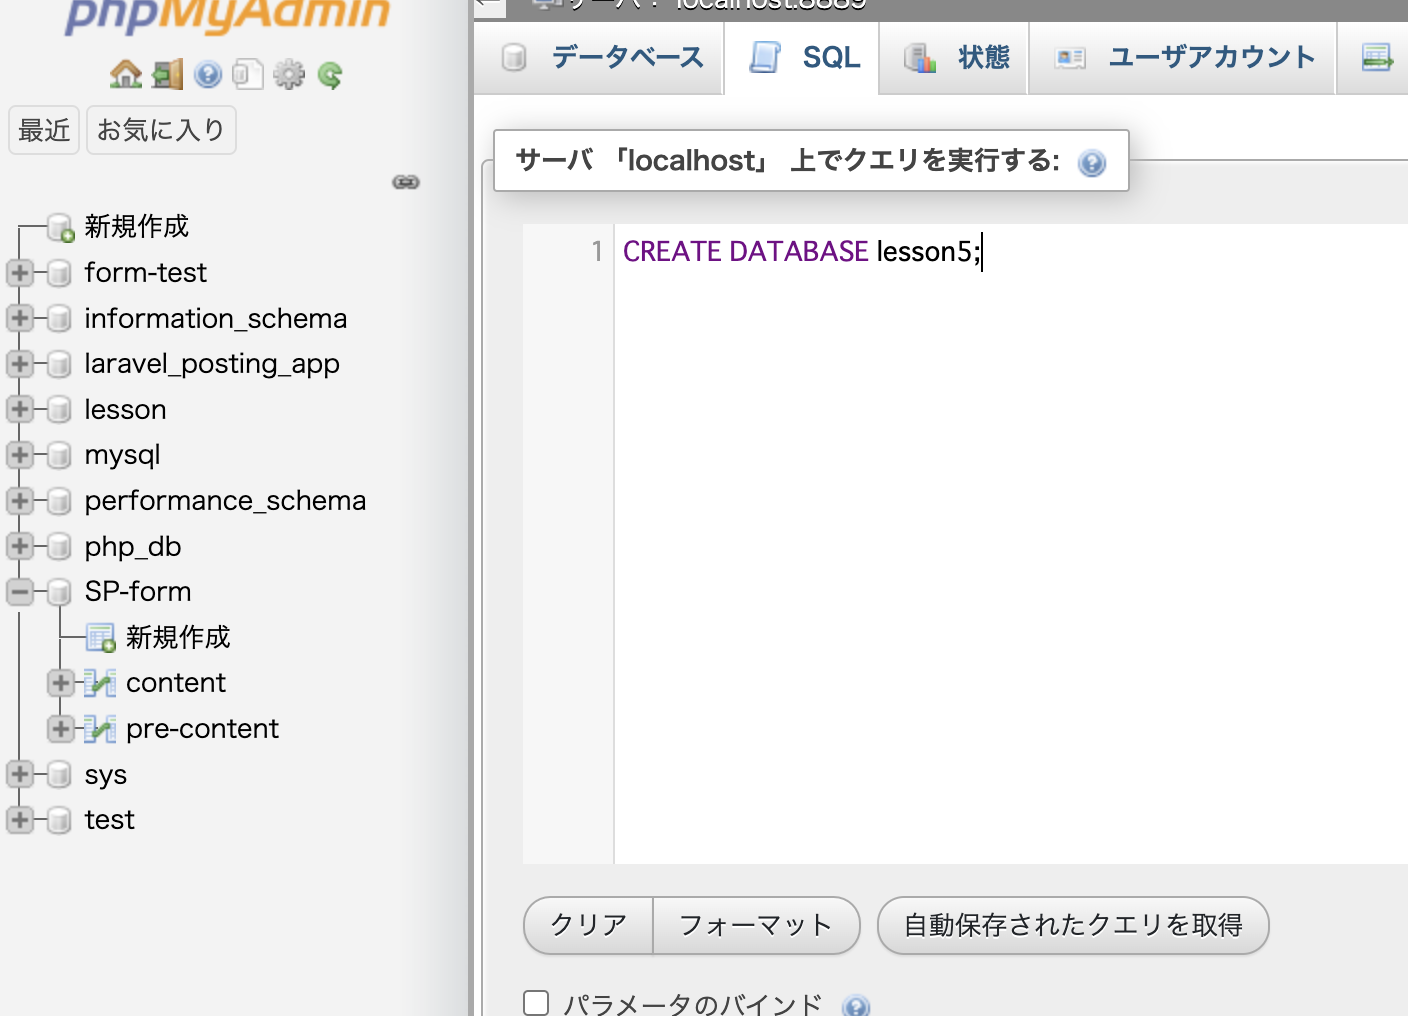 phpMyAdmin
最近
お気に入り
新規作成
form-test
information_schema
laravel_posting_app
lesson
mysql
performance_schema
php_db
SP-form
新規作成
content
pre-content
sys
test
サーバ: localhost:8889
データベース
SQL
状態
ユーザアカウント
サーバ 「localhost」 上でクエリを実行する:
1
CREATE DATABASE lesson5;
クリア
フォーマット
自動保存されたクエリを取得
パラメータのバインド